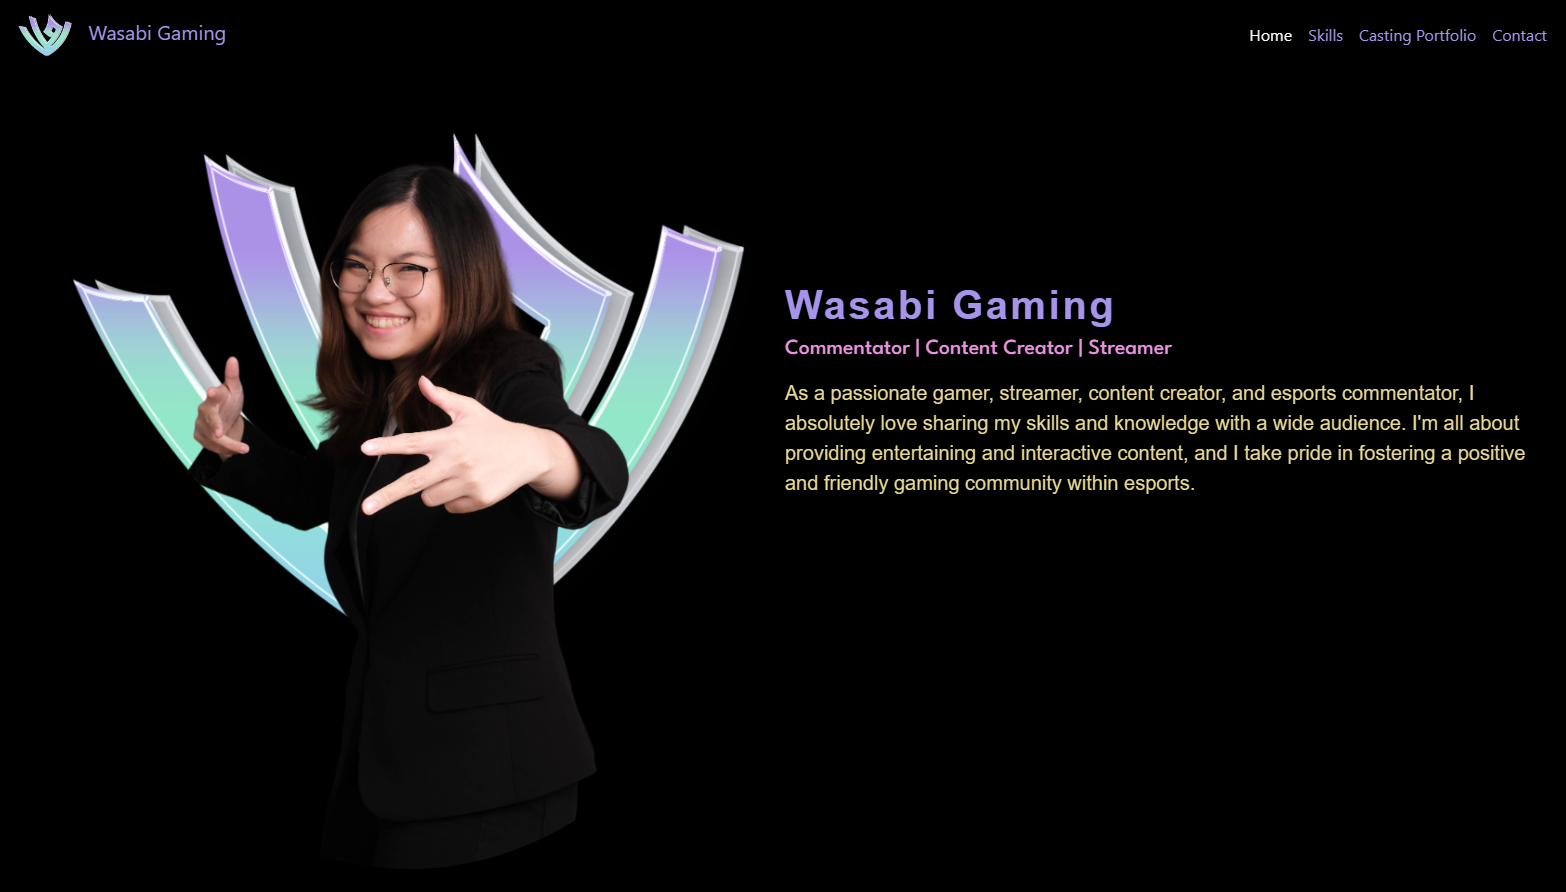 Wasabi Gaming
Home Skills Casting Portfolio Contact
Wasabi Gaming
Commentator | Content Creator | Streamer
As a passionate gamer, streamer, content creator, and esports commentator, I
absolutely love sharing my skills and knowledge with a wide audience. I'm all about
providing entertaining and interactive content, and I take pride in fostering a positive
and friendly gaming community within esports.